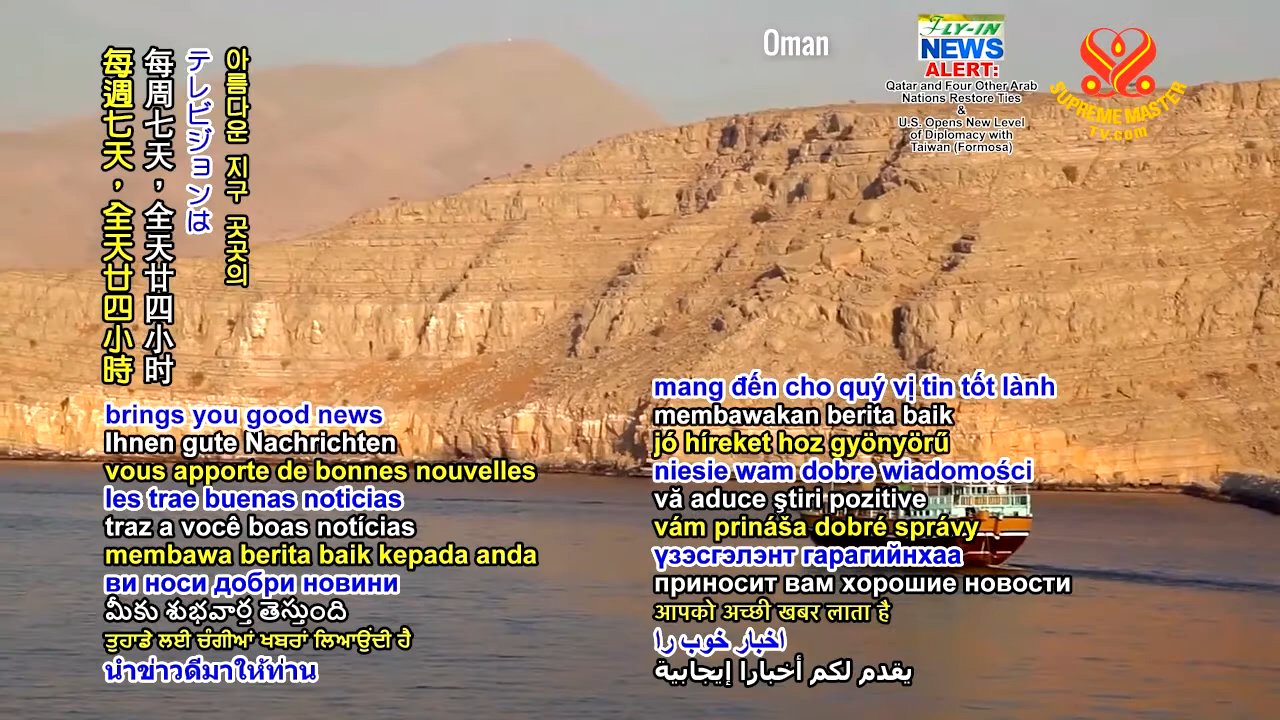 Oman
FLY-IN
NEWS
ALERT:
Qatar and Four Other Arab
Nations Restore Ties
&
U.S. Opens New Level
of Diplomacy with
Taiwan (Formosa)
SUPREME MASTER
TV.com
아름다운 지구 곳곳의
テレビジョンは
每周七天，全天廿四小时
每週七天，全天廿四小時
brings you good news
Ihnen gute Nachrichten
vous apporte de bonnes nouvelles
les trae buenas noticias
traz a você boas notícias
membawa berita baik kepada anda
ви носи добри новини
మీకు శుభవార్త తెస్తుంది
ਤੁਹਾਡੇ ਲਈ ਚੰਗੀਆਂ ਖਬਰਾਂ ਲਿਆਉਂਦੀ ਹੈ
นำข่าวดีมาให้ท่าน
mang đến cho quý vị tin tốt lành
membawakan berita baik
jó híreket hoz gyönyörű
niesie wam dobre wiadomości
vă aduce ştiri pozitive
vám prináša dobré správy
үзэсгэлэнт гарагийнхаа
приносит вам хорошие новости
आपको अच्छी खबर लाता है
اخبار خوب را
يقدم لكم أخبارا إيجابية